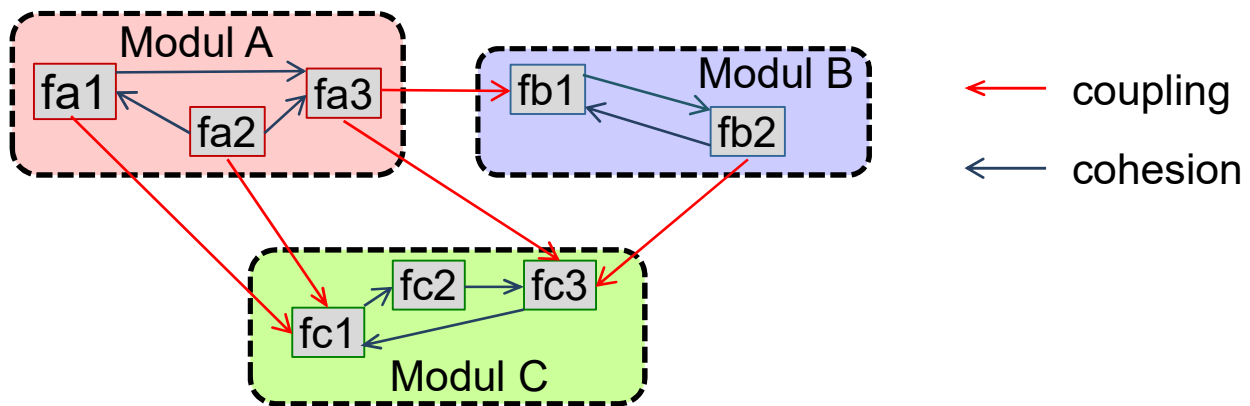 Modul A
fa1
fa2
fa3
Modul B
fb1
fb2
coupling
cohesion
fc1
fc2
fc3
Modul C